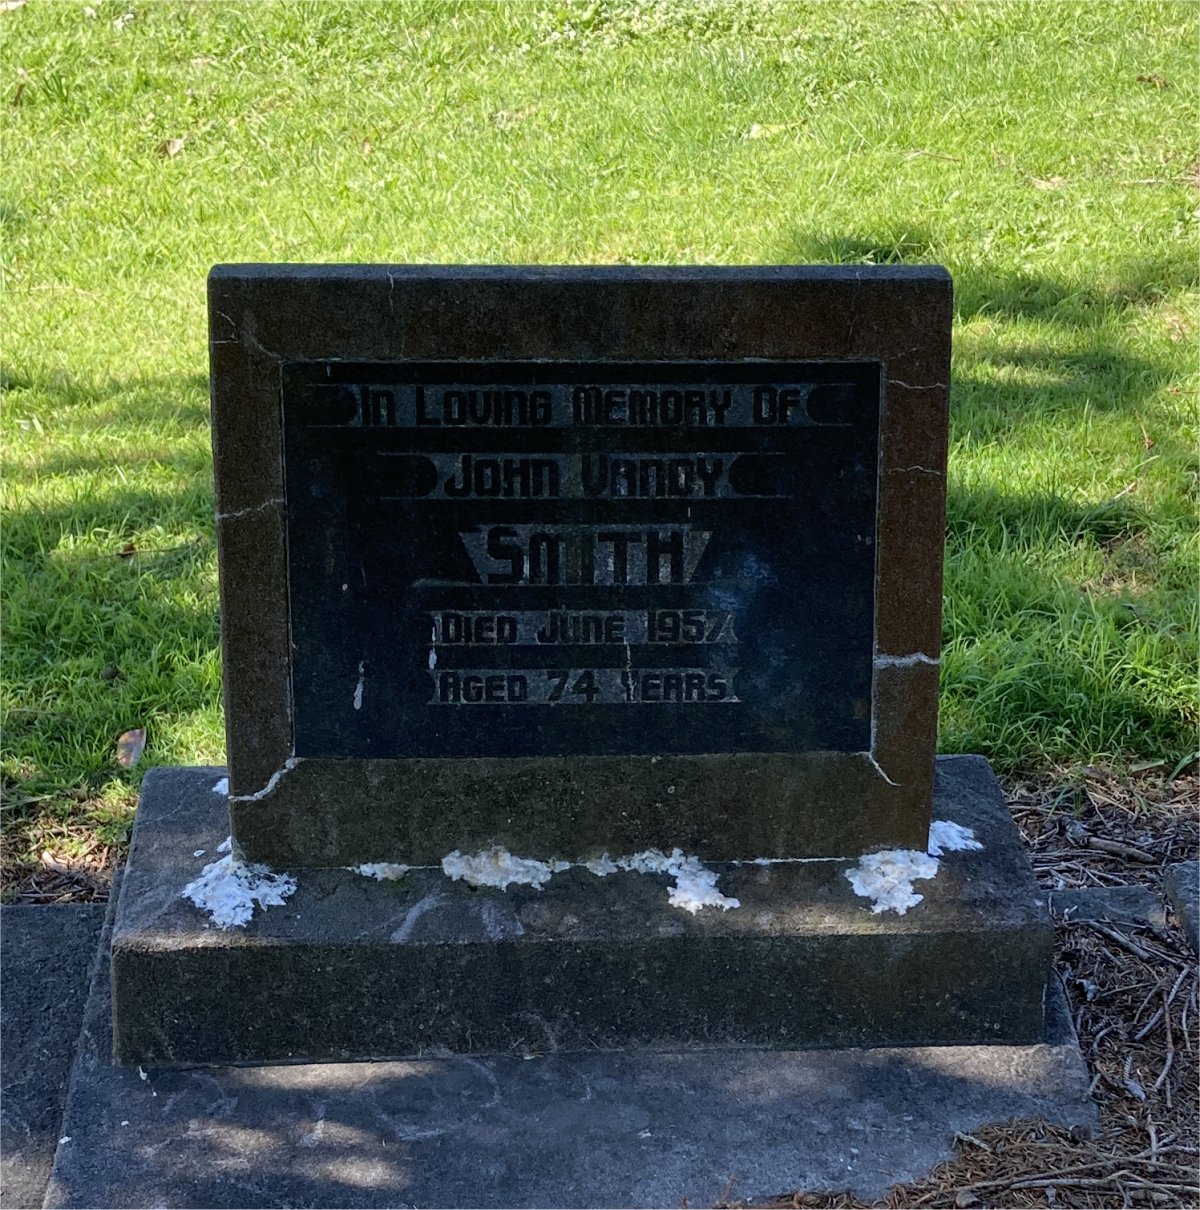 In Loving Memory Of
John Vandy
Smith
Died June 1957
Aged 74 Years